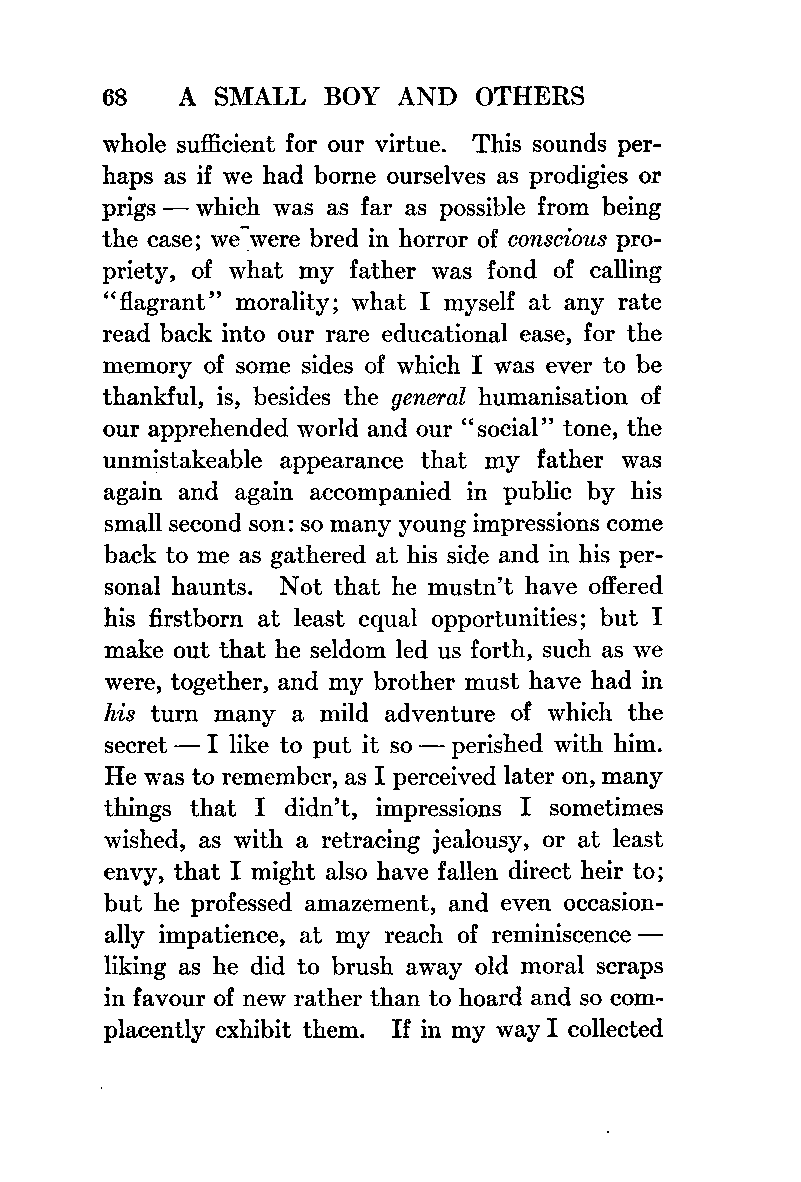 68 A SMALL BOY AND OTHERS
whole sufficient for our virtue. This sounds per-
haps as if we had borne ourselves as prodigies or
prigs — which was as far as possible from being
the case; we were bred in horror of conscious pro-
priety, of what my father was fond of calling
“flagrant” morality; what I myself at any rate
read back into our rare educational ease, for the
memory of some sides of which I was ever to be
thankful, is, besides the general humanisation of
our apprehended world and our “social” tone, the
unmistakeable appearance that my father was
again and again accompanied in public by his
small second son: so many young impressions come
back to me as gathered at his side and in his per-
sonal haunts. Not that he mustn’t have offered
his firstborn at least equal opportunities; but I
make out that he seldom led us forth, such as we
were, together, and my brother must have had in
his turn many a mild adventure of which the
secret — I like to put it so — perished with him.
He was to remember, as I perceived later on, many
things that I didn’t, impressions I sometimes
wished, as with a retracing jealousy, or at least
envy, that I might also have fallen direct heir to;
but he professed amazement, and even occasion-
ally impatience, at my reach of reminiscence —
liking as he did to brush away old moral scraps
in favour of new rather than to hoard and so com-
placently exhibit them. If in my way I collected